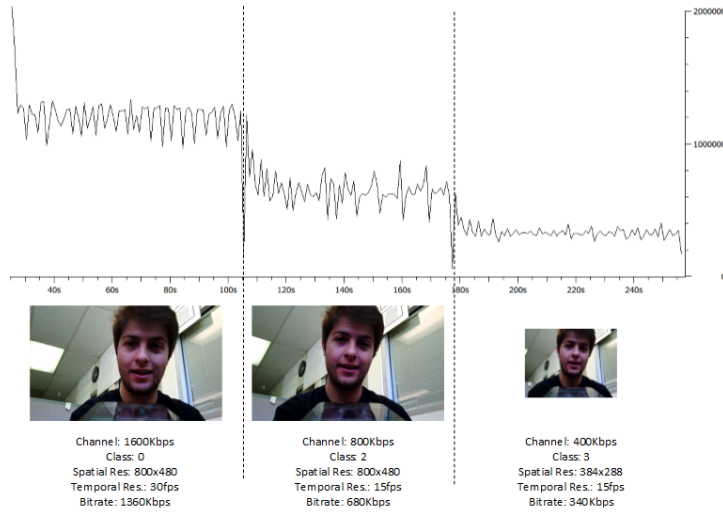 2000000
1000000
0
40s 60s 80s 100s 120s 140s 160s 180s 200s 220s 240s
Channel: 1600Kbps
Class: 0
Spatial Res: 800x480
Temporal Res.: 30fps
Bitrate: 1360Kbps
Channel: 800Kbps
Class: 2
Spatial Res: 800x480
Temporal Res.: 15fps
Bitrate: 680Kbps
Channel: 400Kbps
Class: 3
Spatial Res: 384x288
Temporal Res.: 15fps
Bitrate: 340Kbps